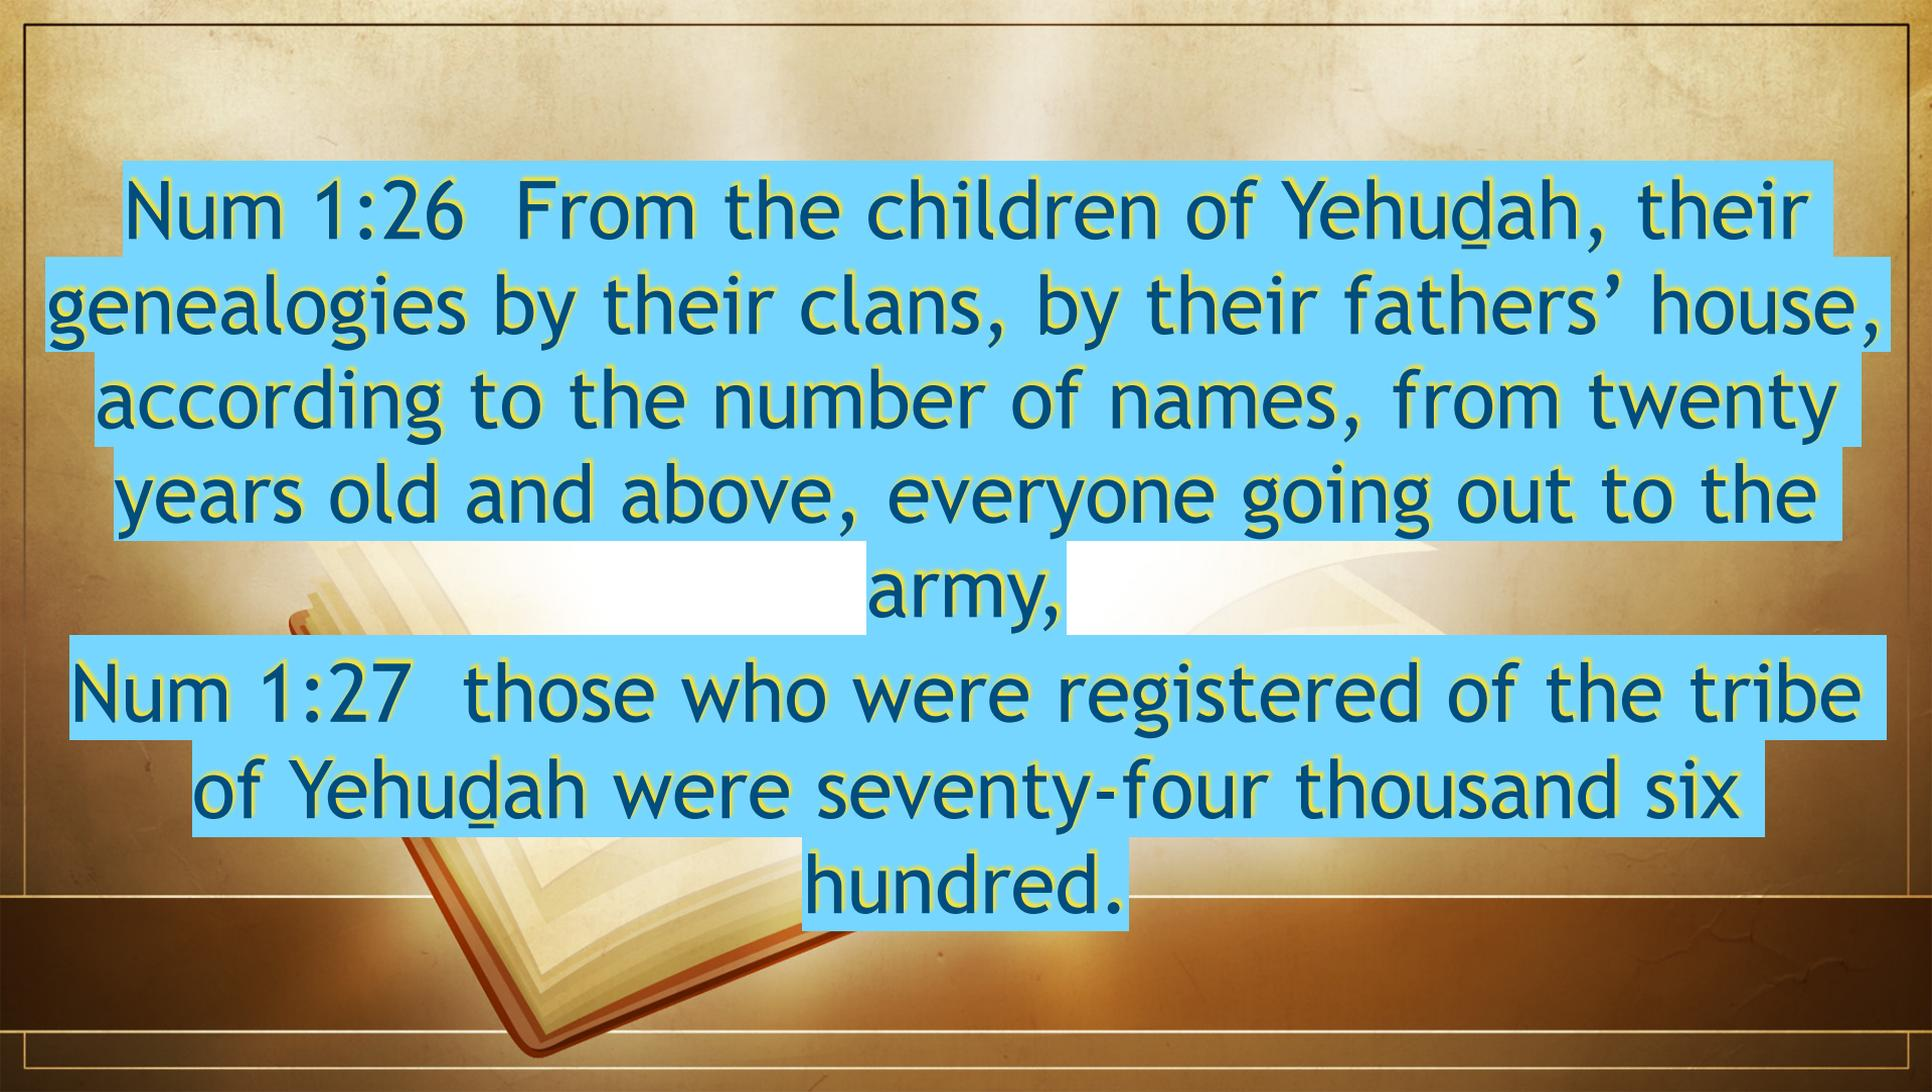 Num 1:26  From the children of Yehuḏah, their
genealogies by their clans, by their fathers’ house,
according to the number of names, from twenty
years old and above, everyone going out to the
army,
Num 1:27  those who were registered of the tribe
of Yehuḏah were seventy-four thousand six
hundred.